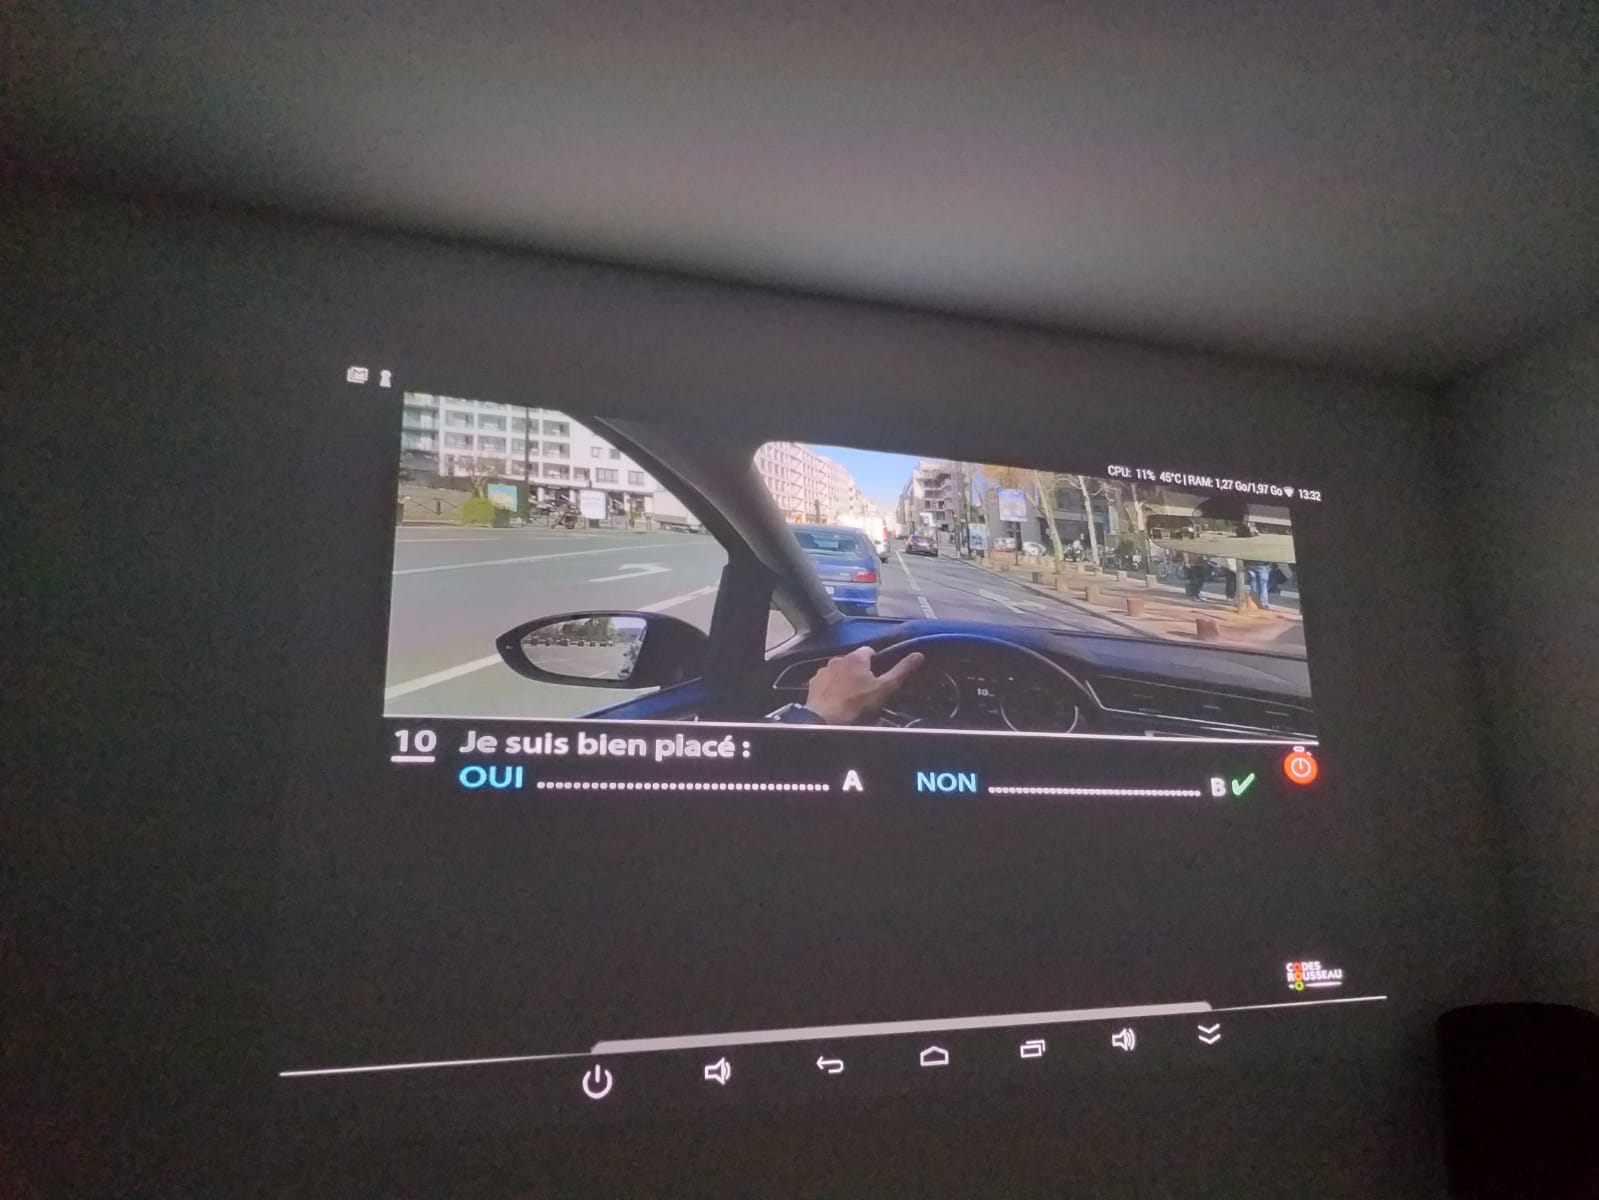 CPU: 11% 45°C | RAM: 1,27 Go/1,97 Go 13:32
10 Je suis bien placé :
OUI ........................................ A NON ........................................ B
CODES
ROUSSEAU